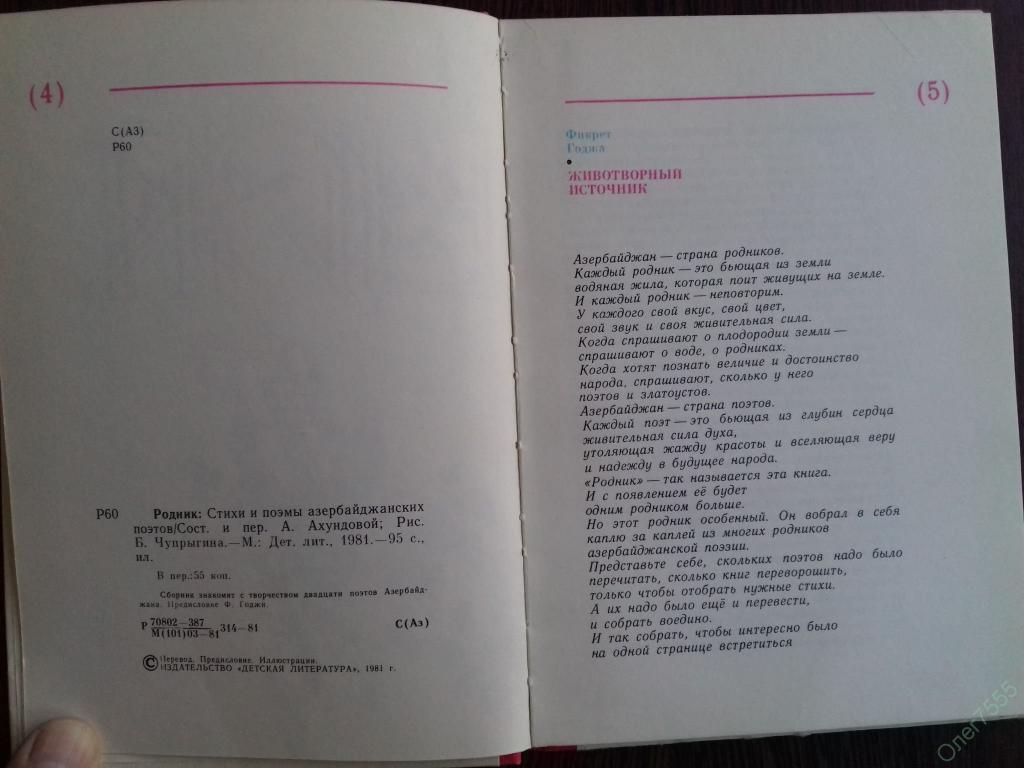 (4)
С(АЗ)
Р60
Р60 Родник: Стихи и поэмы азербайджанских
поэтов/Сост. и пер. А. Ахундовой; Рис.
Б. Чупрыгина.—М.: Дет. лит., 1981.—95 с.,
ил.
В пер.:55 коп.
Сборник знакомит с творчеством двадцати поэтов Азербайд-
жана. Предисловие Ф. Годжи.
Р 70802—387
М(101)03—81 314—81 С(Аз)
© Перевод. Предисловие. Иллюстрации.
ИЗДАТЕЛЬСТВО «ДЕТСКАЯ ЛИТЕРАТУРА», 1981 г.
(5)
Фикрет
Годжа
•
ЖИВОТВОРНЫЙ
ИСТОЧНИК
Азербайджан — страна родников.
Каждый родник — это бьющая из земли
водяная жила, которая поит живущих на земле.
И каждый родник — неповторим.
У каждого свой вкус, свой цвет,
свой звук и своя живительная сила.
Когда спрашивают о плодородии земли —
спрашивают о воде, о родниках.
Когда хотят познать величие и достоинство
народа, спрашивают, сколько у него
поэтов и златоустов.
Азербайджан — страна поэтов.
Каждый поэт — это бьющая из глубин сердца
живительная сила духа,
утоляющая жажду красоты и вселяющая веру
и надежду в будущее народа.
«Родник» — так называется эта книга.
И с появлением её будет
одним родником больше.
Но этот родник особенный. Он вобрал в себя
каплю за каплей из многих родников
азербайджанской поэзии.
Представьте себе, скольких поэтов надо было
перечитать, сколько книг переворошить,
только чтобы отобрать нужные стихи.
А их надо было ещё и перевести,
и собрать воедино.
И так собрать, чтобы интересно было
на одной странице встретиться
Олег7555